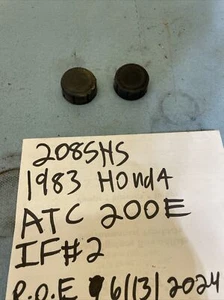 208SHS
1983 Honda
ATC 200E
IF#2
P.O.E 6/13/2024